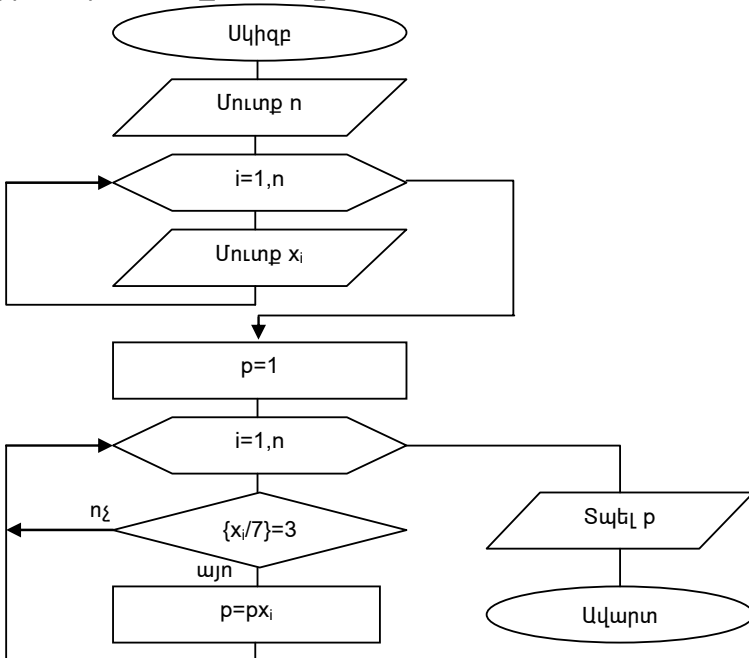 Սկիզբ
Մուտք n
i=1,n
Մուտք xᵢ
p=1
i=1,n
ոչ
{xᵢ/7}=3
այո
p=pxᵢ
Տպել p
Ավարտ